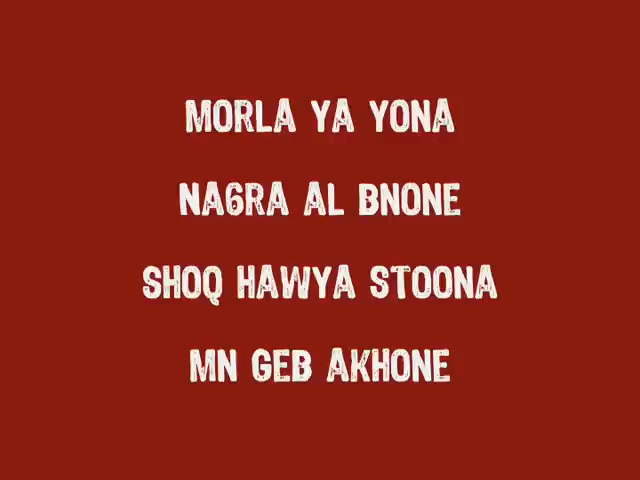 MORLA YA YONA
NA6RA AL BNONE
SHOQ HAWYA STOONA
MN GEB AKHONE